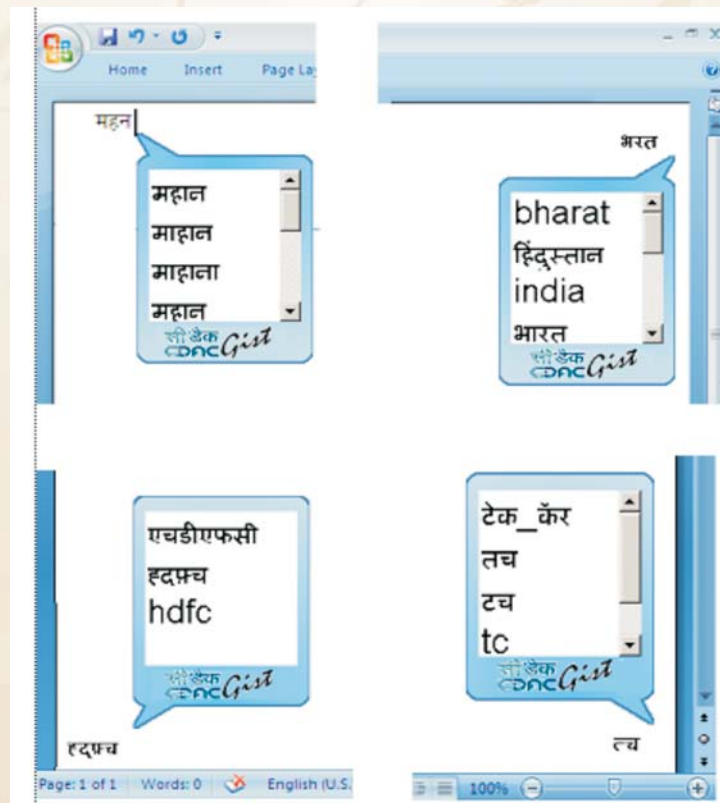 Home Insert Page La
महन
महान
माहान
माहाना
महान
सी डैक
CDAC Gist
भरत
bharat
हिंदुस्तान
india
भारत
सी डैक
CDAC Gist
एचडीएफसी
ह्दफ़्च
hdfc
सी डैक
CDAC Gist
ह्द्फ़्च
Page: 1 of 1 Words: 0 English (U.S.
टेक_कॅर
तच
टच
tc
सी डैक
CDAC Gist
त्च
100%